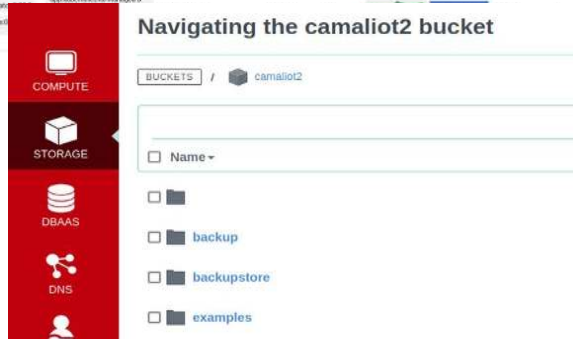 Navigating the camaliot2 bucket
COMPUTE
BUCKETS / camaliot2
STORAGE
Name
DBAAS
backup
backupstore
DNS
examples